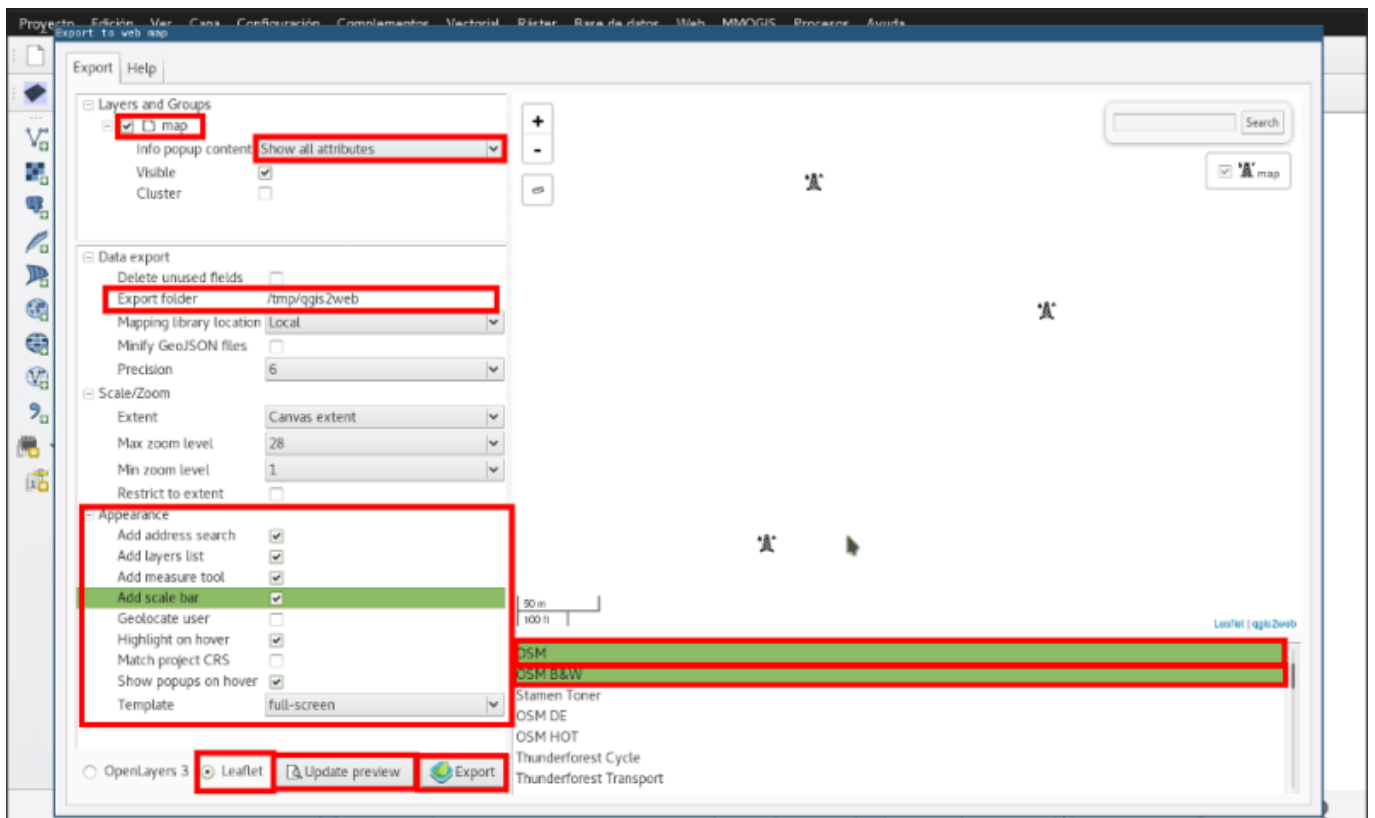 Proyecto Edición Ver Capa Configuración Complementos Vectorial Ráster Base de datos Web MMQGIS Procesos Ayuda
Export to web map
Export Help
Layers and Groups
map
Info popup content Show all attributes
Visible
Cluster
Data export
Delete unused fields
Export folder /tmp/qgis2web
Mapping library location Local
Minify GeoJSON files
Precision 6
Scale/Zoom
Extent Canvas extent
Max zoom level 28
Min zoom level 1
Restrict to extent
Appearance
Add address search
Add layers list
Add measure tool
Add scale bar
Geolocate user
Highlight on hover
Match project CRS
Show popups on hover
Template full-screen
OpenLayers 3 Leaflet Update preview Export
+
-
Search
map
50 m
100 ft
Leaflet | qgis2web
OSM
OSM B&W
Stamen Toner
OSM DE
OSM HOT
Thunderforest Cycle
Thunderforest Transport